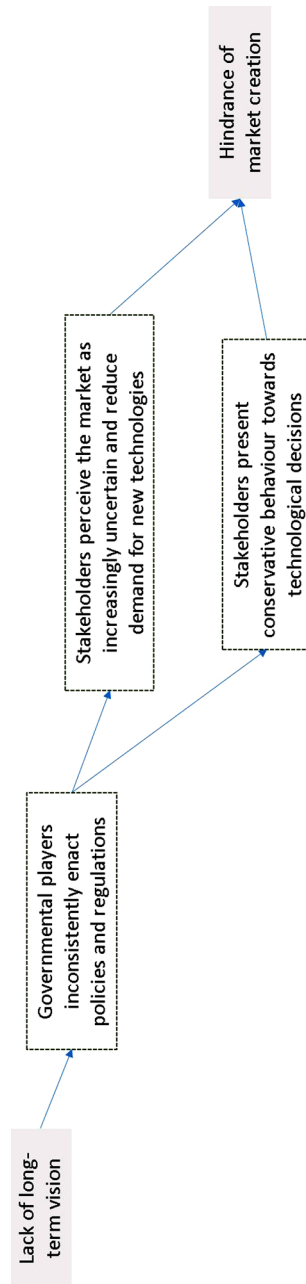 Lack of long-
term vision
Governmental players
inconsistently enact
policies and regulations
Stakeholders perceive the market as
increasingly uncertain and reduce
demand for new technologies
Stakeholders present
conservative behaviour towards
technological decisions
Hindrance of
market creation